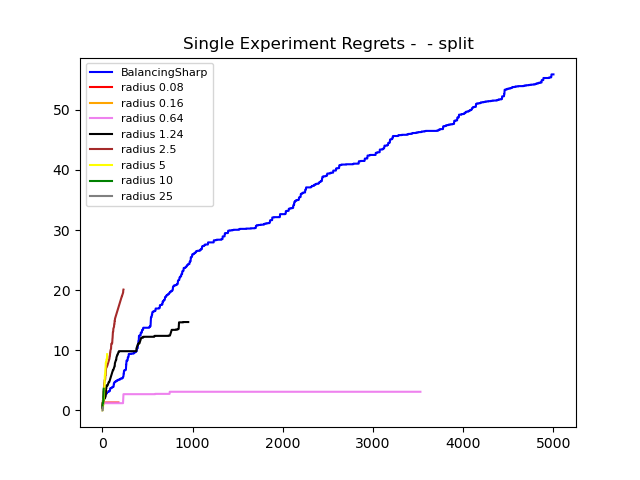 Single Experiment Regrets -  - split
BalancingSharp
radius 0.08
radius 0.16
radius 0.64
radius 1.24
radius 2.5
radius 5
radius 10
radius 25
50
40
30
20
10
0
0 1000 2000 3000 4000 5000